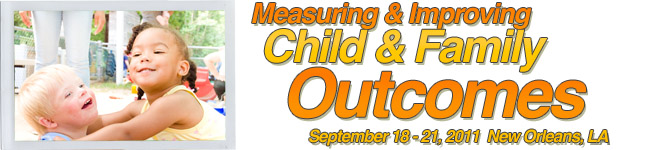 Measuring & Improving
Child & Family
Outcomes
September 18 - 21, 2011 New Orleans, LA